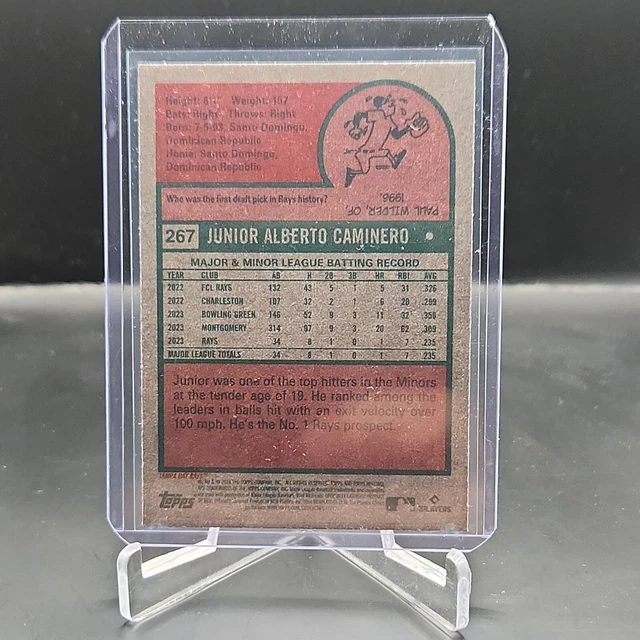 Height: 6'1" Weight: 157
Bats: Right Throws: Right
Born: 7-5-03, Santo Domingo,
Dominican Republic
Home: Santo Domingo,
Dominican Republic
Who was the first draft pick in Rays history?
PAUL WILDER, OF,
1996.
267 JUNIOR ALBERTO CAMINERO
MAJOR & MINOR LEAGUE BATTING RECORD
YEAR CLUB AB H 2B 3B HR RBI AVG
2022 FCL RAYS 132 43 5 1 5 31 .326
2022 CHARLESTON 107 32 2 1 6 20 .299
2023 BOWLING GREEN 146 52 9 3 11 32 .356
2023 MONTGOMERY 314 97 9 3 20 62 .309
2023 RAYS 34 8 1 0 1 7 .235
MAJOR LEAGUE TOTALS 34 8 1 0 1 7 .235
Junior was one of the top hitters in the Minors
at the tender age of 19. He ranked among the
leaders in balls hit with an exit velocity over
100 mph. He's the No. 1 Rays prospect.
TAMPA BAY RAYS
topps
PLAYERS